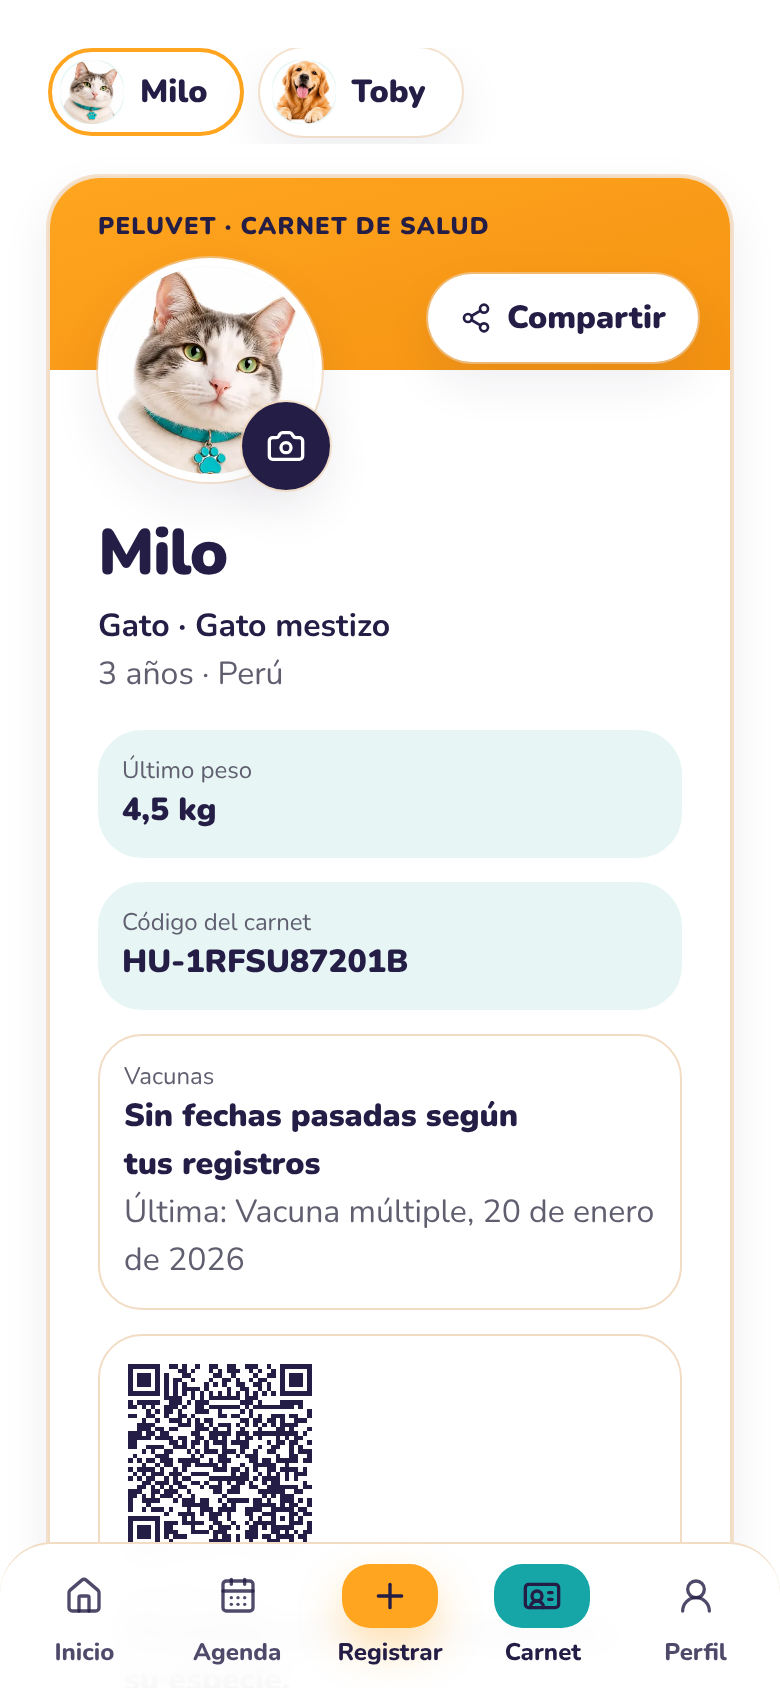 Milo
Toby
PELUVET · CARNET DE SALUD
Compartir
Milo
Gato · Gato mestizo
3 años · Perú
Último peso
4,5 kg
Código del carnet
HU-1RFSU87201B
Vacunas
Sin fechas pasadas según
tus registros
Última: Vacuna múltiple, 20 de enero
de 2026
Inicio
Agenda
Registrar
Carnet
Perfil
su especie.